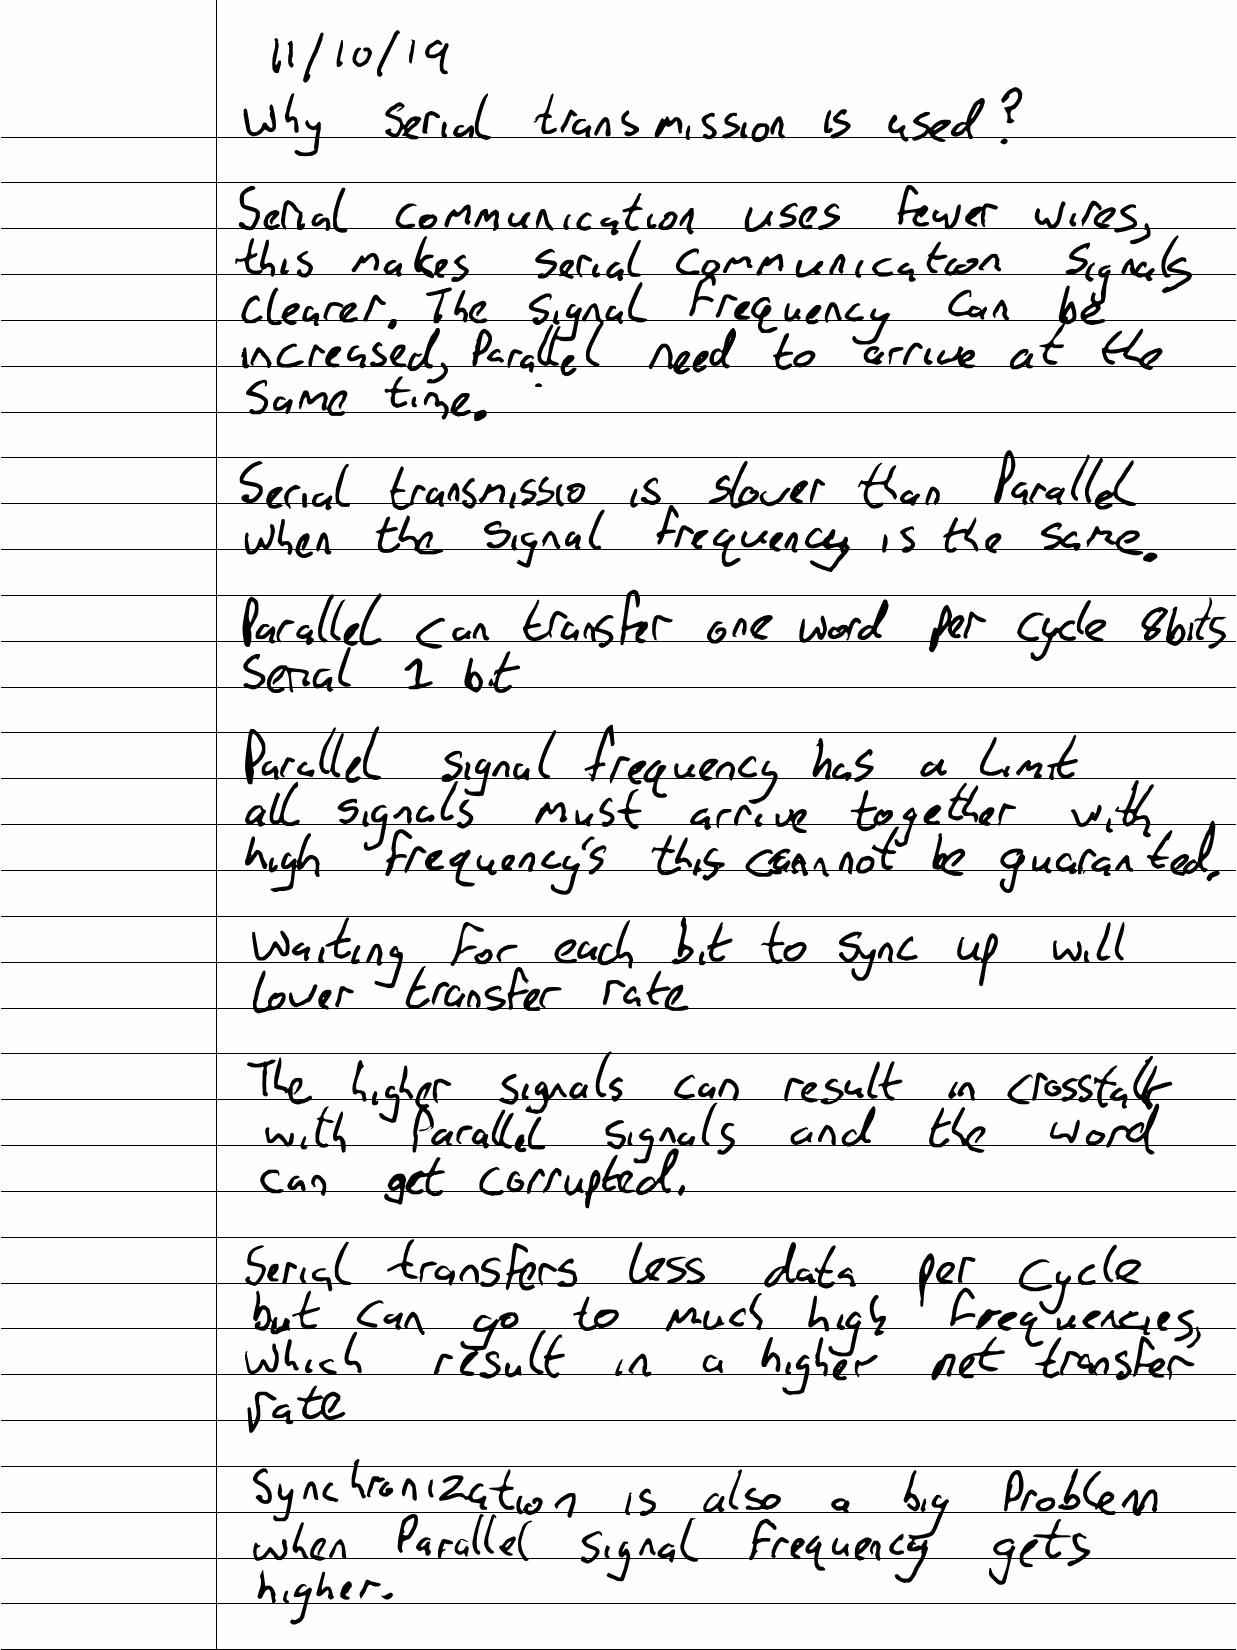 11/10/19
Why Serial transmission is used?
Serial communication uses fewer wires,
this makes serial communication signals
clearer. The signal frequency can be
increased, Parallel need to arrive at the
same time.
Serial transmissio is slower than Parallel
when the signal frequency is the same.
Parallel can transfer one word per cycle 8bits
Serial 1 bit
Parallel signal frequency has a limit
all signals must arrive together with
high frequency's this cannot be guaranted.
Waiting for each bit to sync up will
lower transfer rate
The higher signals can result in crosstalk
with Parallel signals and the word
can get corrupted.
Serial transfers less data per cycle
but can go to much high frequencies,
which result in a higher net transfer
rate
Synchronization is also a big Problem
when Parallel signal frequency gets
higher.